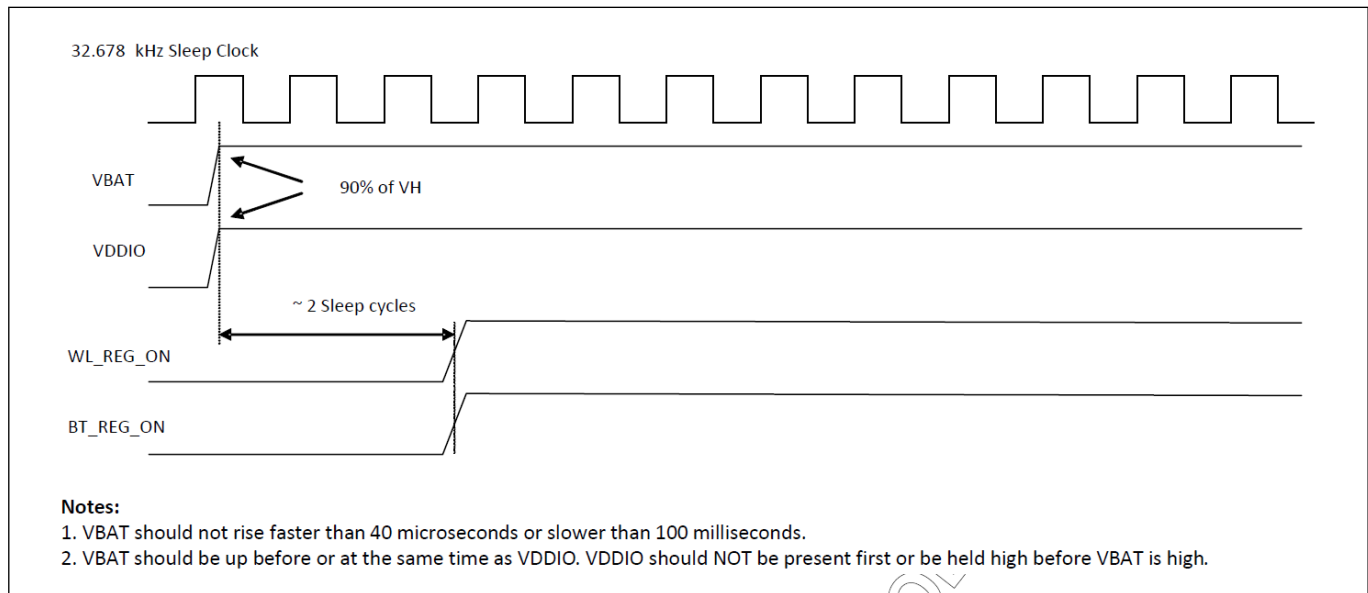 32.678 kHz Sleep Clock
VBAT
90% of VH
VDDIO
~ 2 Sleep cycles
WL_REG_ON
BT_REG_ON
Notes:
1. VBAT should not rise faster than 40 microseconds or slower than 100 milliseconds.
2. VBAT should be up before or at the same time as VDDIO. VDDIO should NOT be present first or be held high before VBAT is high.